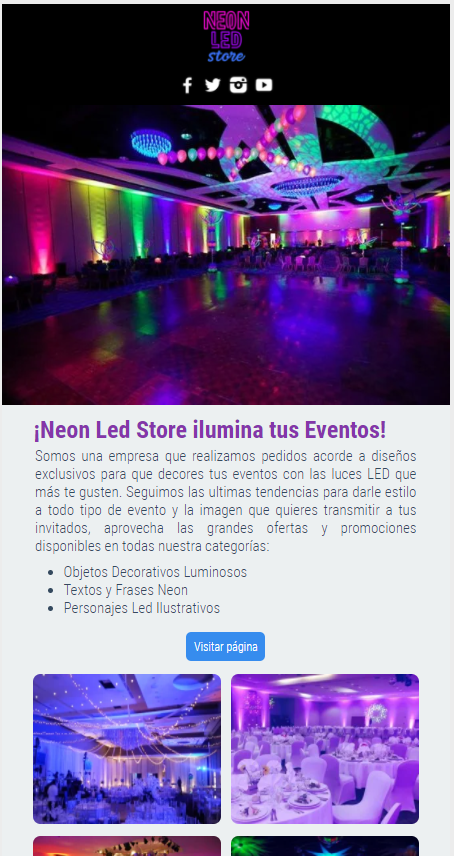 NEON
LED
store
¡Neon Led Store ilumina tus Eventos!
Somos una empresa que realizamos pedidos acorde a diseños
exclusivos para que decores tus eventos con las luces LED que
más te gusten. Seguimos las ultimas tendencias para darle estilo
a todo tipo de evento y la imagen que quieres transmitir a tus
invitados, aprovecha las grandes ofertas y promociones
disponibles en todas nuestra categorías:
• Objetos Decorativos Luminosos
• Textos y Frases Neon
• Personajes Led Ilustrativos
Visitar página